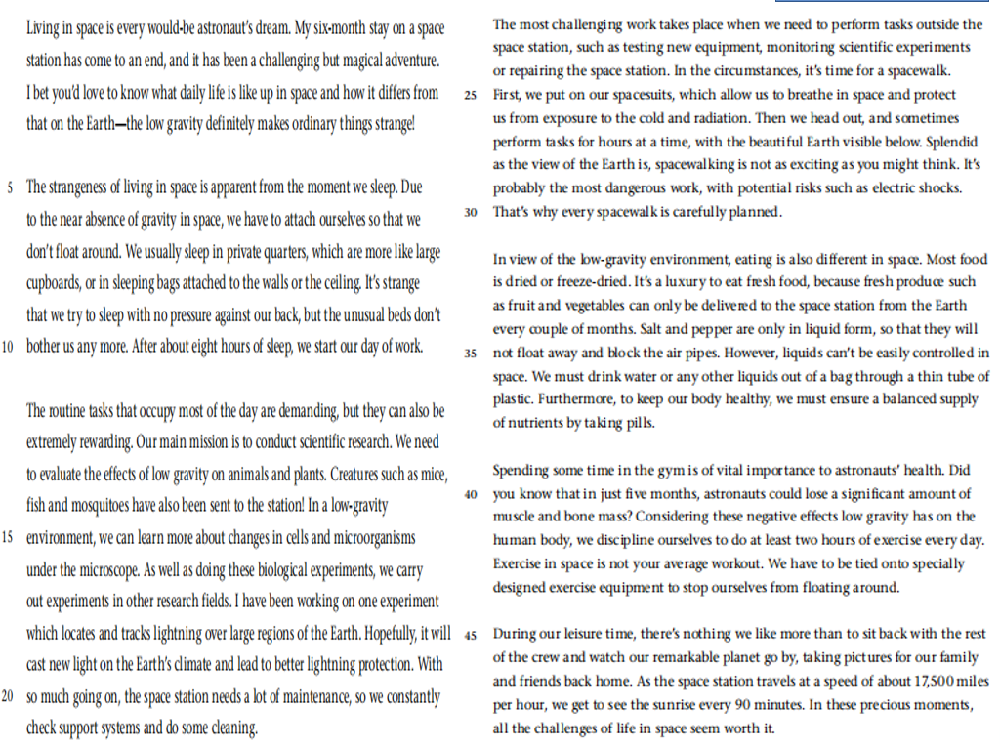 Living in space is every would-be astronaut's dream. My six-month stay on a space
station has come to an end, and it has been a challenging but magical adventure.
I bet you'd love to know what daily life is like up in space and how it differs from
that on the Earth—the low gravity definitely makes ordinary things strange!
5 The strangeness of living in space is apparent from the moment we sleep. Due
to the near absence of gravity in space, we have to attach ourselves so that we
don't float around. We usually sleep in private quarters, which are more like large
cupboards, or in sleeping bags attached to the walls or the ceiling. It's strange
that we try to sleep with no pressure against our back, but the unusual beds don't
10 bother us any more. After about eight hours of sleep, we start our day of work.
The routine tasks that occupy most of the day are demanding, but they can also be
extremely rewarding. Our main mission is to conduct scientific research. We need
to evaluate the effects of low gravity on animals and plants. Creatures such as mice,
fish and mosquitoes have also been sent to the station! In a low-gravity
15 environment, we can learn more about changes in cells and microorganisms
under the microscope. As well as doing these biological experiments, we carry
out experiments in other research fields. I have been working on one experiment
which locates and tracks lightning over large regions of the Earth. Hopefully, it will
cast new light on the Earth's climate and lead to better lightning protection. With
20 so much going on, the space station needs a lot of maintenance, so we constantly
check support systems and do some cleaning.
The most challenging work takes place when we need to perform tasks outside the
space station, such as testing new equipment, monitoring scientific experiments
or repairing the space station. In the circumstances, it's time for a spacewalk.
25 First, we put on our spacesuits, which allow us to breathe in space and protect
us from exposure to the cold and radiation. Then we head out, and sometimes
perform tasks for hours at a time, with the beautiful Earth visible below. Splendid
as the view of the Earth is, spacewalking is not as exciting as you might think. It's
probably the most dangerous work, with potential risks such as electric shocks.
30 That's why every spacewalk is carefully planned.
In view of the low-gravity environment, eating is also different in space. Most food
is dried or freeze-dried. It's a luxury to eat fresh food, because fresh produce such
as fruit and vegetables can only be delivered to the space station from the Earth
every couple of months. Salt and pepper are only in liquid form, so that they will
35 not float away and block the air pipes. However, liquids can't be easily controlled in
space. We must drink water or any other liquids out of a bag through a thin tube of
plastic. Furthermore, to keep our body healthy, we must ensure a balanced supply
of nutrients by taking pills.
Spending some time in the gym is of vital importance to astronauts' health. Did
40 you know that in just five months, astronauts could lose a significant amount of
muscle and bone mass? Considering these negative effects low gravity has on the
human body, we discipline ourselves to do at least two hours of exercise every day.
Exercise in space is not your average workout. We have to be tied onto specially
designed exercise equipment to stop ourselves from floating around.
45 During our leisure time, there's nothing we like more than to sit back with the rest
of the crew and watch our remarkable planet go by, taking pictures for our family
and friends back home. As the space station travels at a speed of about 17,500 miles
per hour, we get to see the sunrise every 90 minutes. In these precious moments,
all the challenges of life in space seem worth it.